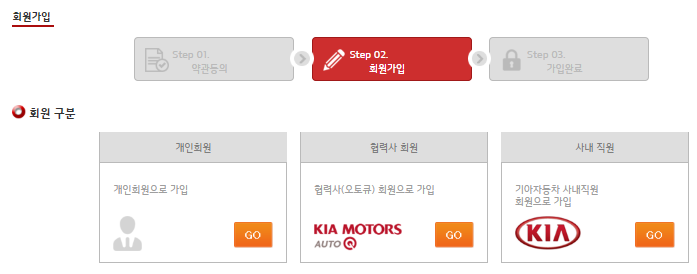 회원가입
Step 01.
약관동의
Step 02.
회원가입
Step 03.
가입완료
회원 구분
개인회원
협력사 회원
사내 직원
개인회원으로 가입
협력사(오토큐) 회원으로 가입
기아자동차 사내직원
회원으로 가입
GO
KIA MOTORS
AUTO Q
GO
KIA
GO